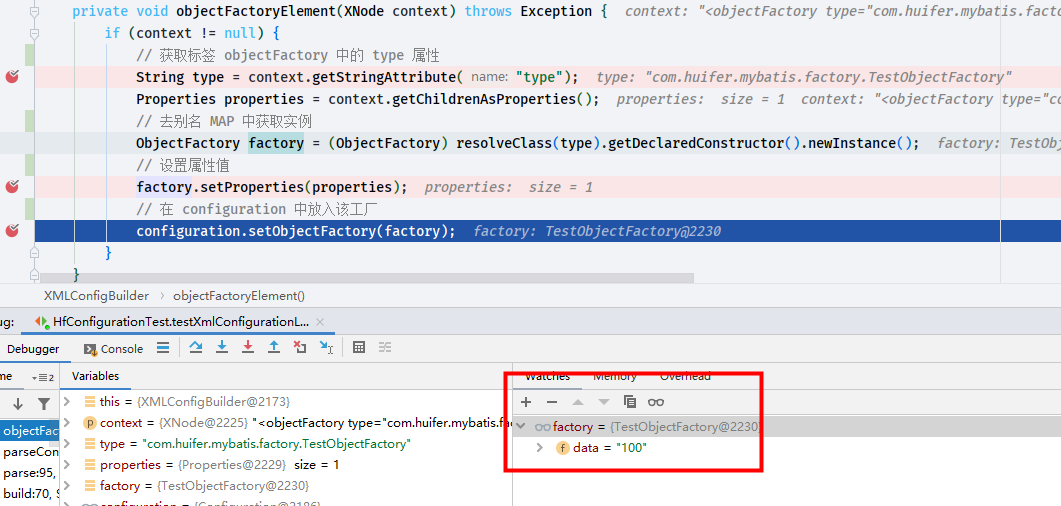 private void objectFactoryElement(XNode context) throws Exception { context: "<objectFactory type="com.huifer.mybatis.facto
if (context != null) {
// 获取标签 objectFactory 中的 type 属性
String type = context.getStringAttribute( name: "type"); type: "com.huifer.mybatis.factory.TestObjectFactory"
Properties properties = context.getChildrenAsProperties(); properties: size = 1 context: "<objectFactory type="co
// 去别名 MAP 中获取实例
ObjectFactory factory = (ObjectFactory) resolveClass(type).getDeclaredConstructor().newInstance(); factory: TestOb
// 设置属性值
factory.setProperties(properties); properties: size = 1
// 在 configuration 中放入该工厂
configuration.setObjectFactory(factory); factory: TestObjectFactory@2230
}
}
XMLConfigBuilder › objectFactoryElement()
ug: HfConfigurationTest.testXmlConfigurationL... ×
Debugger Console
me Variables Watches Memory Overhead
this = {XMLConfigBuilder@2173}
context = {XNode@2225} "<objectFactory type="com.huifer.mybatis.fa
factory = {TestObjectFactory@2230}
objectFac
type = "com.huifer.mybatis.factory.TestObjectFactory"
data = "100"
parseCon
properties = {Properties@2229} size = 1
parse:95,
factory = {TestObjectFactory@2230}
build:70, S
configuration = {Configuration@2186}